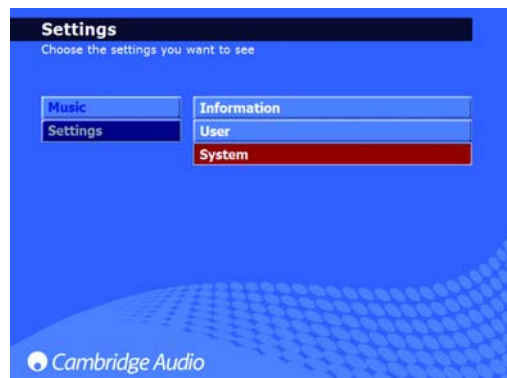 Settings
Choose the settings you want to see
Music
Settings
Information
User
System
Cambridge Audio